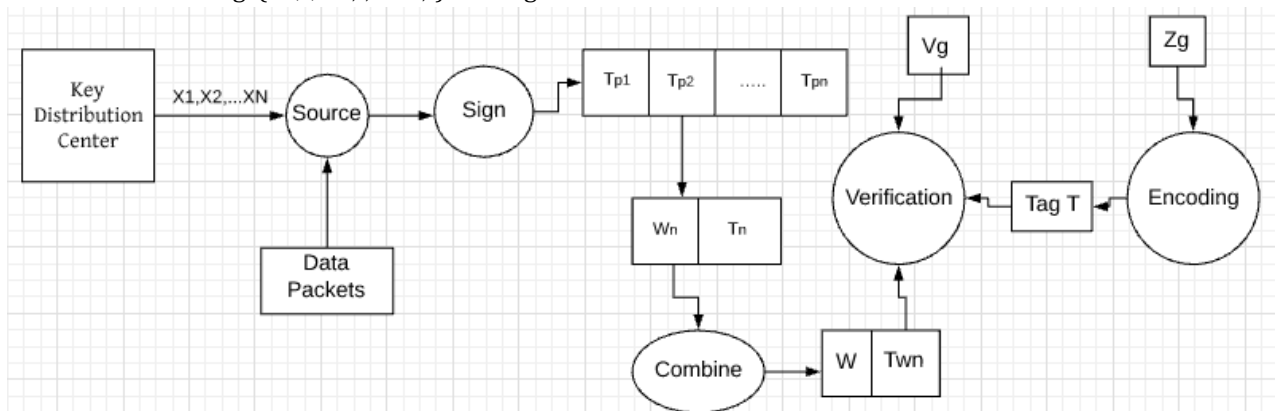 Key
Distribution
Center
X1,X2,...XN
Source
Data
Packets
Sign
Tp1 Tp2 ..... Tpn
Wn Tn
Combine
W Twn
Vg
Verification
Tag T
Zg
Encoding